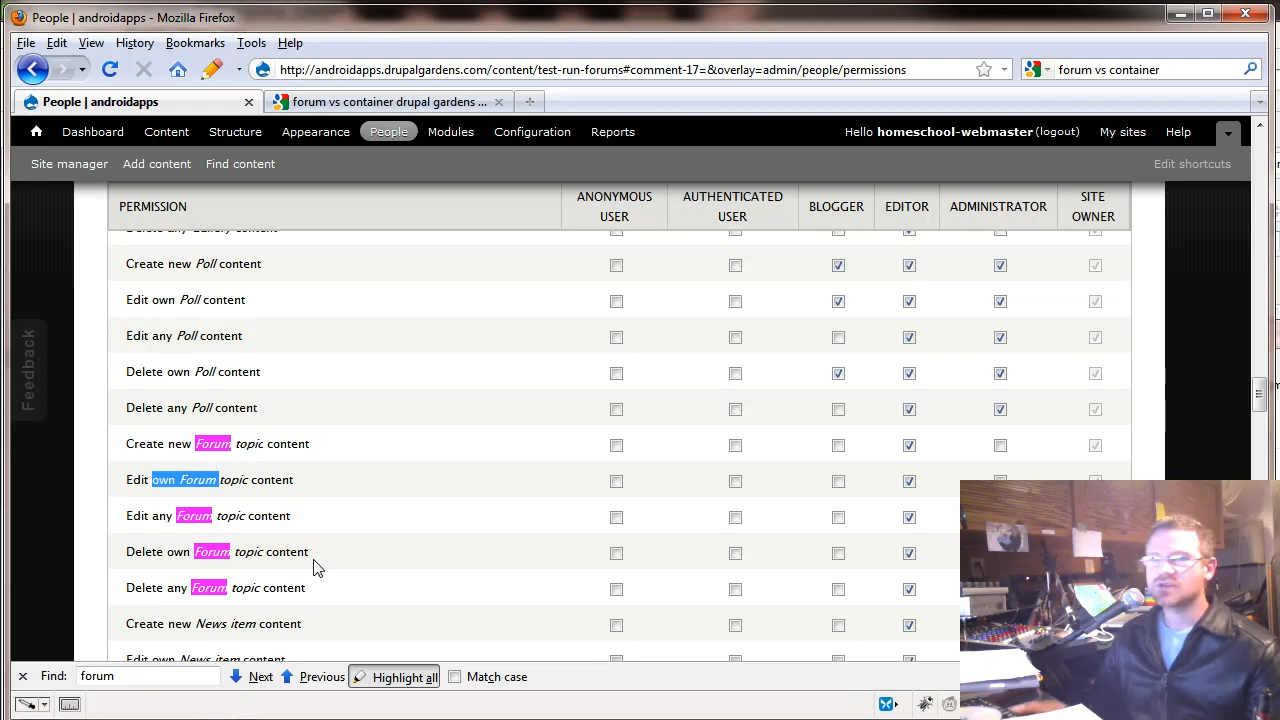 People | androidapps - Mozilla Firefox
File Edit View History Bookmarks Tools Help
http://androidapps.drupalgardens.com/content/test-run-forums#comment-17=&overlay=admin/people/permissions
forum vs container
People | androidapps
forum vs container drupal gardens ...
Dashboard Content Structure Appearance People Modules Configuration Reports
Hello homeschool-webmaster (logout) My sites Help
Site manager Add content Find content
Edit shortcuts
PERMISSION
ANONYMOUS USER
AUTHENTICATED USER
BLOGGER
EDITOR
ADMINISTRATOR
SITE OWNER
Create new Poll content
Edit own Poll content
Edit any Poll content
Delete own Poll content
Delete any Poll content
Create new Forum topic content
Edit own Forum topic content
Edit any Forum topic content
Delete own Forum topic content
Delete any Forum topic content
Create new News item content
Edit own News item content
Feedback
Find: forum Next Previous Highlight all Match case